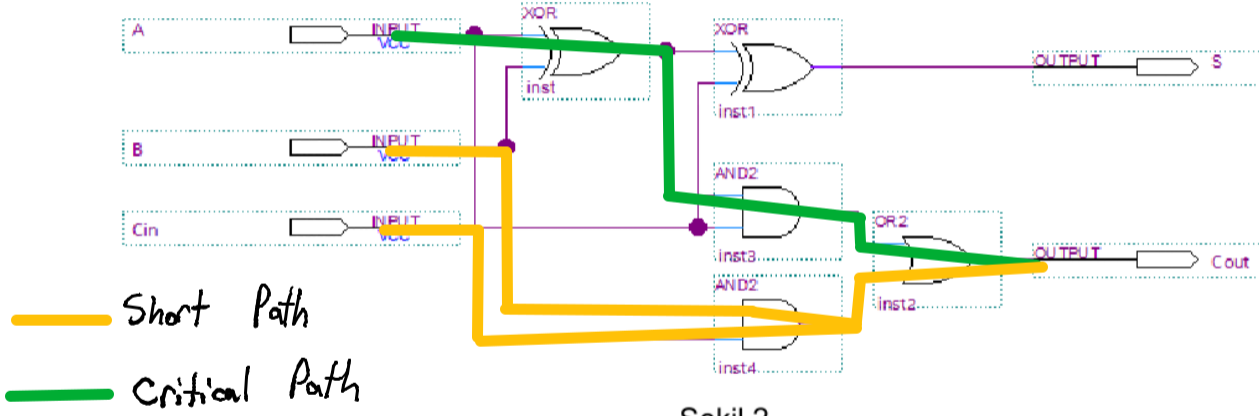 XOR
A INPUT VCC
XOR
OUTPUT S
inst
inst1
B INPUT VCC
AND2
Cin INPUT VCC
OR2
inst3
OUTPUT Cout
AND2
inst2
Short Path
inst4
Critical Path